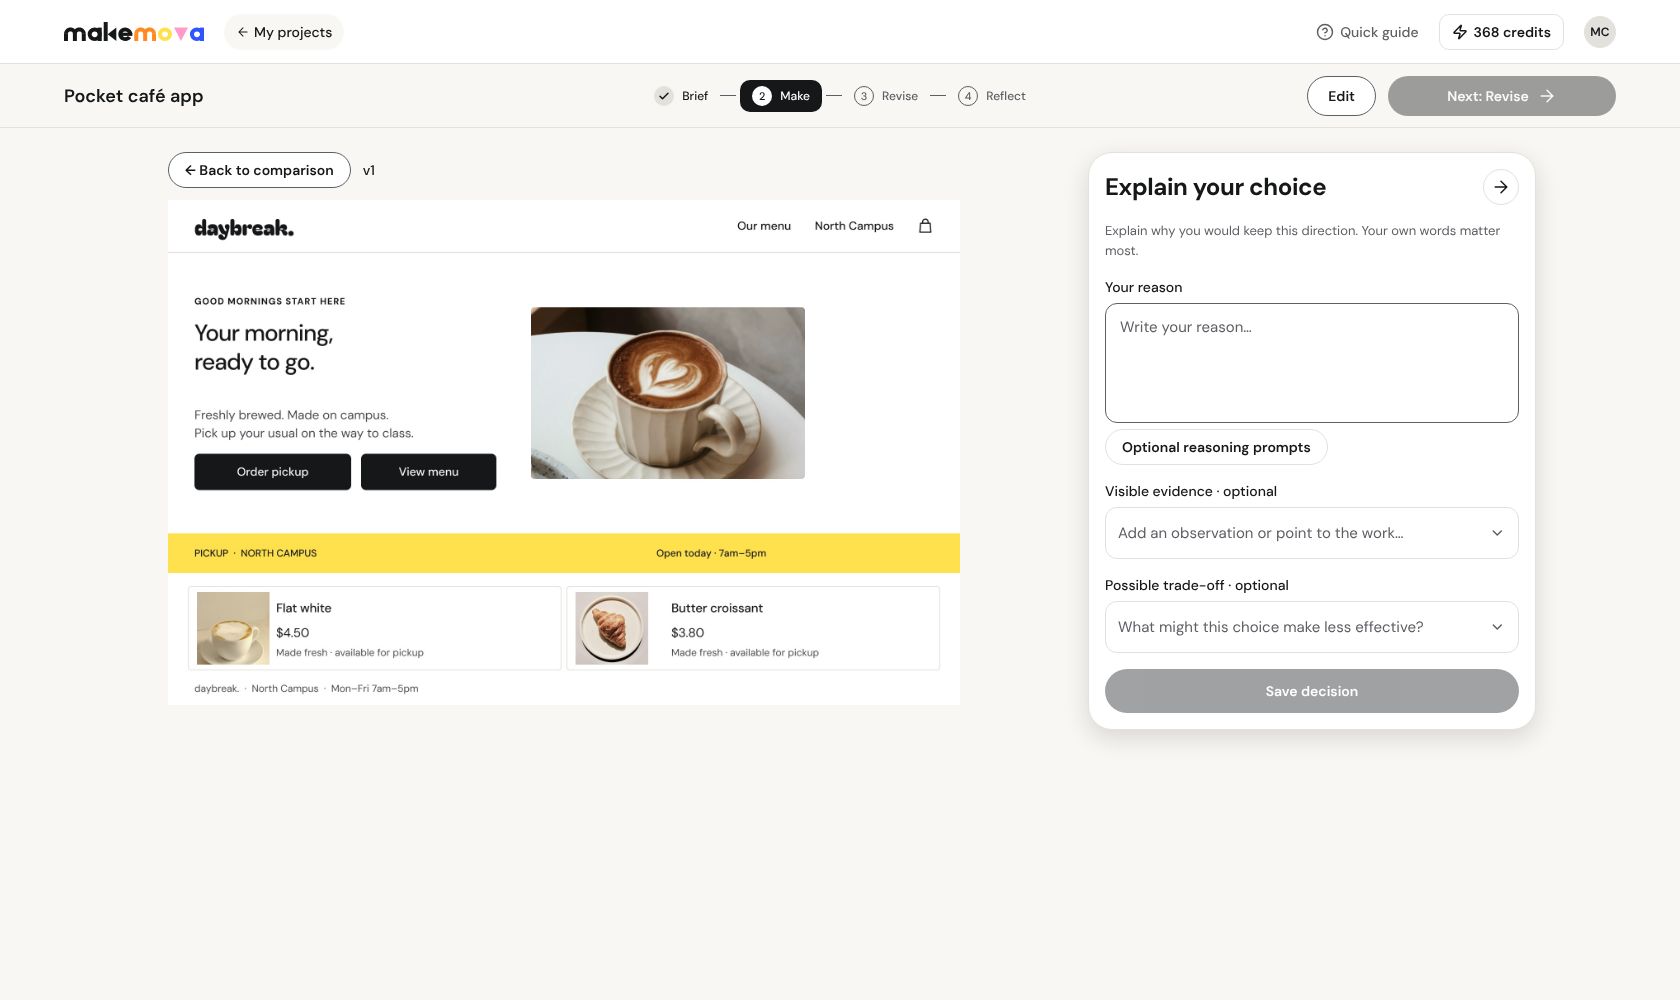 makemova
← My projects
Quick guide
368 credits
MC
Pocket café app
Brief
2 Make
3 Revise
4 Reflect
Edit
Next: Revise →
← Back to comparison
v1
daybreak.
Our menu
North Campus
GOOD MORNINGS START HERE
Your morning,
ready to go.
Freshly brewed. Made on campus.
Pick up your usual on the way to class.
Order pickup
View menu
PICKUP · NORTH CAMPUS
Open today · 7am–5pm
Flat white
$4.50
Made fresh · available for pickup
Butter croissant
$3.80
Made fresh · available for pickup
daybreak. · North Campus · Mon–Fri 7am–5pm
Explain your choice
Explain why you would keep this direction. Your own words matter
most.
Your reason
Write your reason...
Optional reasoning prompts
Visible evidence · optional
Add an observation or point to the work...
Possible trade-off · optional
What might this choice make less effective?
Save decision